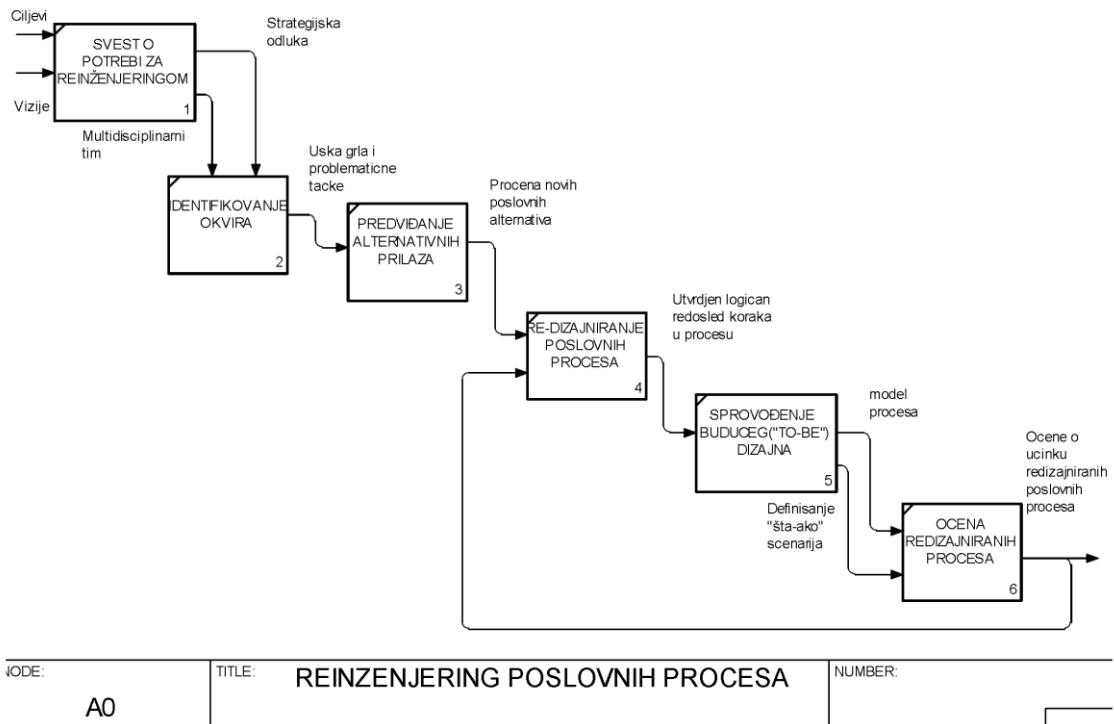 Ciljevi
Vizije
SVEST O
POTREBI ZA
REINŽENJERINGOM
1
Strategijska
odluka
Multidisciplinarni
tim
IDENTIFIKOVANJE
OKVIRA
2
Uska grla i
problematicne
tacke
PREDVIĐANJE
ALTERNATIVNIH
PRILAZA
3
Procena novih
poslovnih
alternativa
RE-DIZAJNIRANJE
POSLOVNIH
PROCESA
4
Utvrdjen logican
redosled koraka
u procesu
SPROVOĐENJE
BUDUCEG("TO-BE")
DIZAJNA
5
model
procesa
Definisanje
"šta-ako"
scenarija
OCENA
REDIZAJNIRANIH
PROCESA
6
Ocene o
ucinku
redizajniranih
poslovnih
procesa
NODE:
A0
TITLE:
REINZENJERING POSLOVNIH PROCESA
NUMBER: